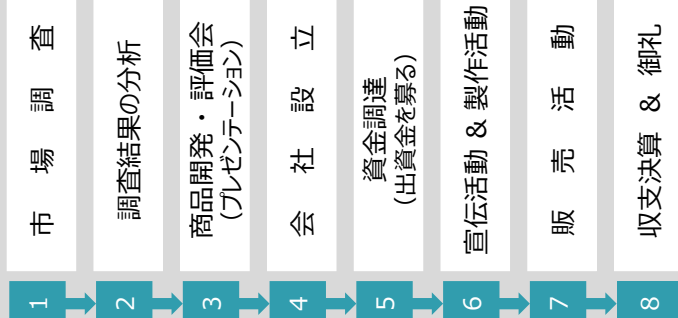 1
市場調査
2
調査結果の分析
3
商品開発・評価会
(プレゼンテーション)
4
会社設立
5
資金調達
(出資金を募る)
6
宣伝活動 & 製作活動
7
販売活動
8
収支決算 & 御礼